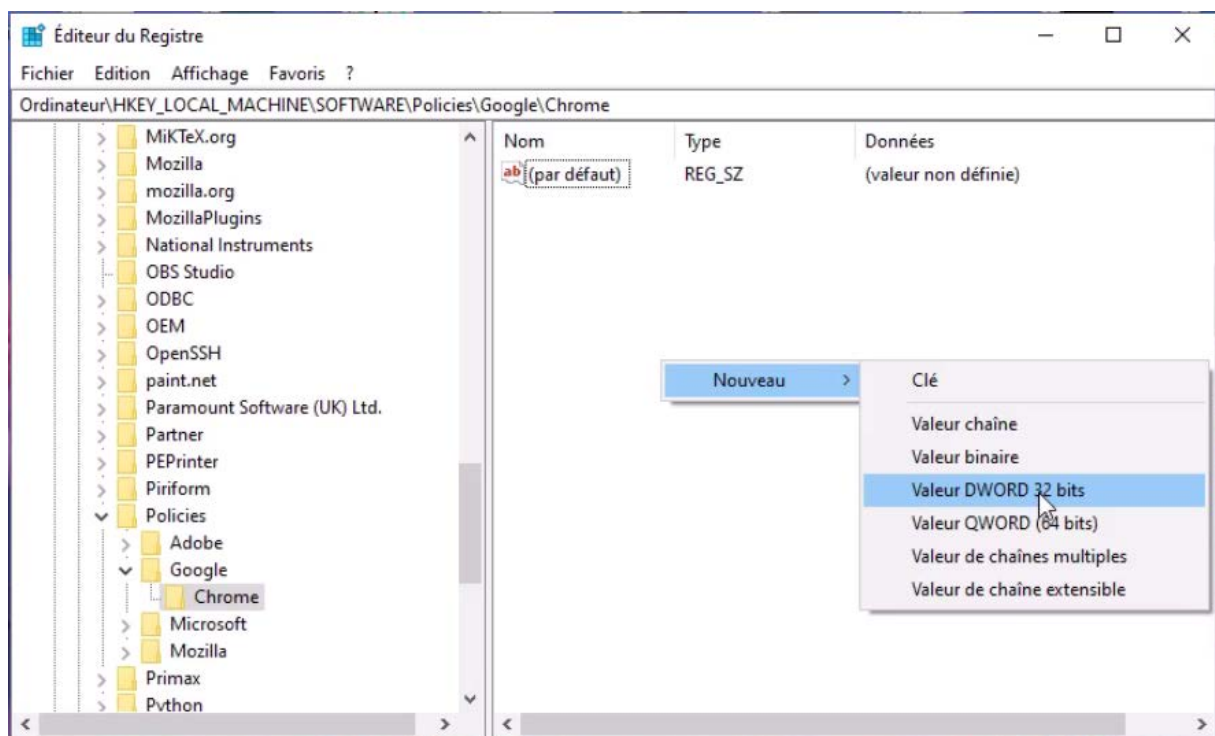 Éditeur du Registre
Fichier Edition Affichage Favoris ?
Ordinateur\HKEY_LOCAL_MACHINE\SOFTWARE\Policies\Google\Chrome
MiKTeX.org
Mozilla
mozilla.org
MozillaPlugins
National Instruments
OBS Studio
ODBC
OEM
OpenSSH
paint.net
Paramount Software (UK) Ltd.
Partner
PEPrinter
Piriform
Policies
Adobe
Google
Chrome
Microsoft
Mozilla
Primax
Python
Nom Type Données
ab (par défaut) REG_SZ (valeur non définie)
Nouveau
Clé
Valeur chaîne
Valeur binaire
Valeur DWORD 32 bits
Valeur QWORD (64 bits)
Valeur de chaînes multiples
Valeur de chaîne extensible